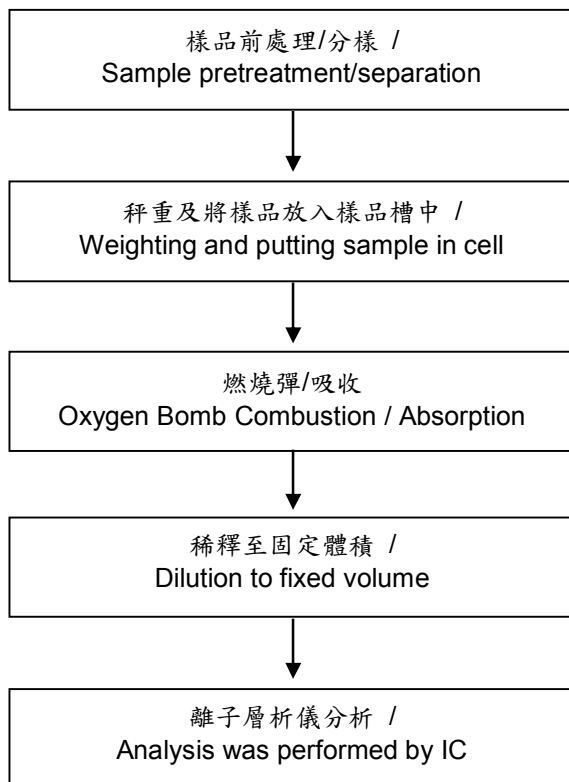 樣品前處理/分樣 /
Sample pretreatment/separation
秤重及將樣品放入樣品槽中 /
Weighting and putting sample in cell
燃燒彈/吸收
Oxygen Bomb Combustion / Absorption
稀釋至固定體積 /
Dilution to fixed volume
離子層析儀分析 /
Analysis was performed by IC